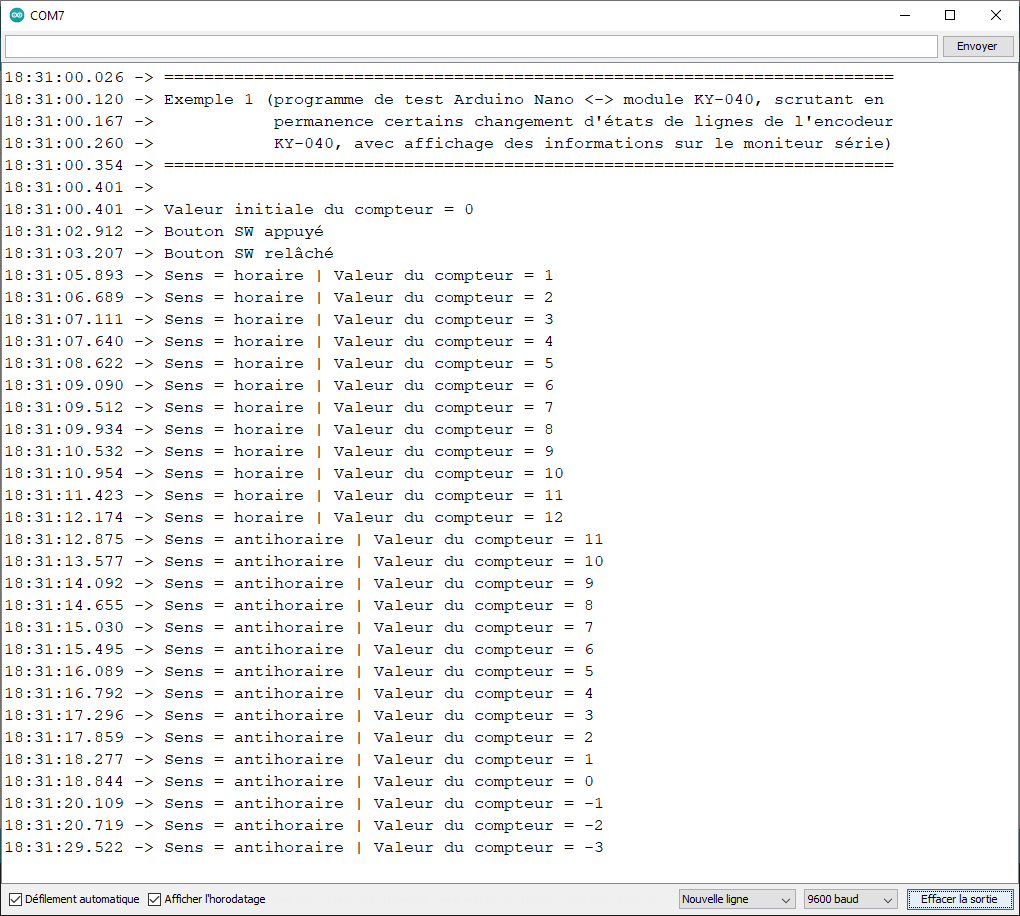 COM7
Envoyer
18:31:00.026 -> =========================================================================
18:31:00.120 -> Exemple 1 (programme de test Arduino Nano <-> module KY-040, scrutant en
18:31:00.167 ->            permanence certains changement d'états de lignes de l'encodeur
18:31:00.260 ->            KY-040, avec affichage des informations sur le moniteur série)
18:31:00.354 -> =========================================================================
18:31:00.401 ->
18:31:00.401 -> Valeur initiale du compteur = 0
18:31:02.912 -> Bouton SW appuyé
18:31:03.207 -> Bouton SW relâché
18:31:05.893 -> Sens = horaire | Valeur du compteur = 1
18:31:06.689 -> Sens = horaire | Valeur du compteur = 2
18:31:07.111 -> Sens = horaire | Valeur du compteur = 3
18:31:07.640 -> Sens = horaire | Valeur du compteur = 4
18:31:08.622 -> Sens = horaire | Valeur du compteur = 5
18:31:09.090 -> Sens = horaire | Valeur du compteur = 6
18:31:09.512 -> Sens = horaire | Valeur du compteur = 7
18:31:09.934 -> Sens = horaire | Valeur du compteur = 8
18:31:10.532 -> Sens = horaire | Valeur du compteur = 9
18:31:10.954 -> Sens = horaire | Valeur du compteur = 10
18:31:11.423 -> Sens = horaire | Valeur du compteur = 11
18:31:12.174 -> Sens = horaire | Valeur du compteur = 12
18:31:12.875 -> Sens = antihoraire | Valeur du compteur = 11
18:31:13.577 -> Sens = antihoraire | Valeur du compteur = 10
18:31:14.092 -> Sens = antihoraire | Valeur du compteur = 9
18:31:14.655 -> Sens = antihoraire | Valeur du compteur = 8
18:31:15.030 -> Sens = antihoraire | Valeur du compteur = 7
18:31:15.495 -> Sens = antihoraire | Valeur du compteur = 6
18:31:16.089 -> Sens = antihoraire | Valeur du compteur = 5
18:31:16.792 -> Sens = antihoraire | Valeur du compteur = 4
18:31:17.296 -> Sens = antihoraire | Valeur du compteur = 3
18:31:17.859 -> Sens = antihoraire | Valeur du compteur = 2
18:31:18.277 -> Sens = antihoraire | Valeur du compteur = 1
18:31:18.844 -> Sens = antihoraire | Valeur du compteur = 0
18:31:20.109 -> Sens = antihoraire | Valeur du compteur = -1
18:31:20.719 -> Sens = antihoraire | Valeur du compteur = -2
18:31:29.522 -> Sens = antihoraire | Valeur du compteur = -3
Défilement automatique Afficher l'horodatage Nouvelle ligne 9600 baud Effacer la sortie